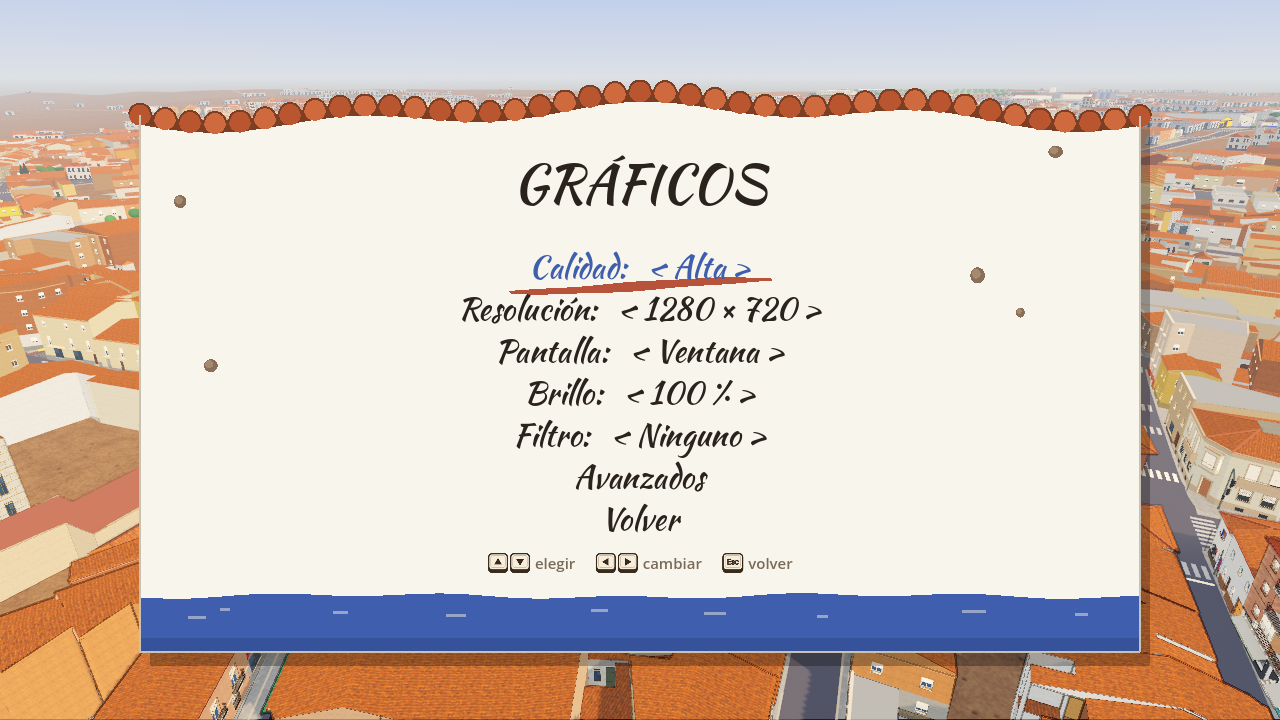 GRÁFICOS
Calidad: < Alta >
Resolución: < 1280 × 720 >
Pantalla: < Ventana >
Brillo: < 100 % >
Filtro: < Ninguno >
Avanzados
Volver
▲ ▼ elegir ◀ ▶ cambiar Esc volver